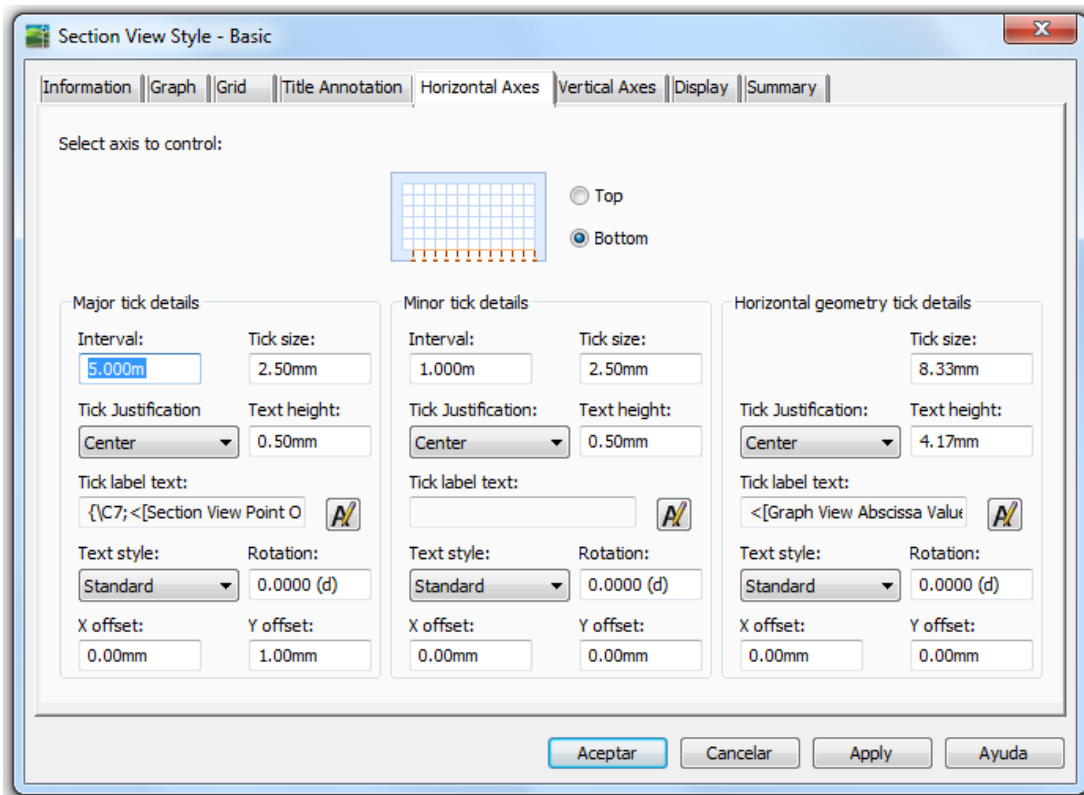 Section View Style - Basic
Information Graph Grid Title Annotation Horizontal Axes Vertical Axes Display Summary
Select axis to control:
Top
Bottom
Major tick details
Interval: Tick size:
5.000m 2.50mm
Tick Justification Text height:
Center 0.50mm
Tick label text:
{\C7;<[Section View Point O
Text style: Rotation:
Standard 0.0000 (d)
X offset: Y offset:
0.00mm 1.00mm
Minor tick details
Interval: Tick size:
1.000m 2.50mm
Tick Justification: Text height:
Center 0.50mm
Tick label text:
Text style: Rotation:
Standard 0.0000 (d)
X offset: Y offset:
0.00mm 0.00mm
Horizontal geometry tick details
Tick size:
8.33mm
Tick Justification: Text height:
Center 4.17mm
Tick label text:
<[Graph View Abscissa Value
Text style: Rotation:
Standard 0.0000 (d)
X offset: Y offset:
0.00mm 0.00mm
Aceptar Cancelar Apply Ayuda